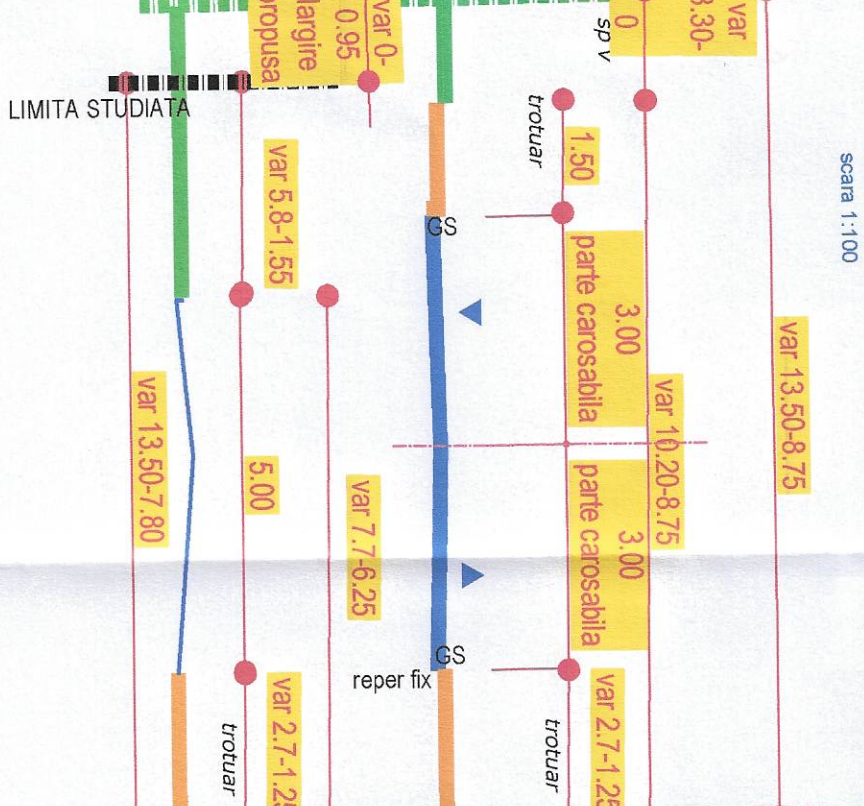 scara 1:100
var 13.50-8.75
var
3.30-
0
sp v
var 10.20-8.75
1.50
trotuar
3.00
parte carosabila
3.00
parte carosabila
var 2.7-1.25
trotuar
GS
GS
reper fix
var 0-
0.95
propusa
var 7.7-6.25
var 5.8-1.55
5.00
var 2.7-1.25
trotuar
var 13.50-7.80
LIMITA STUDIATA